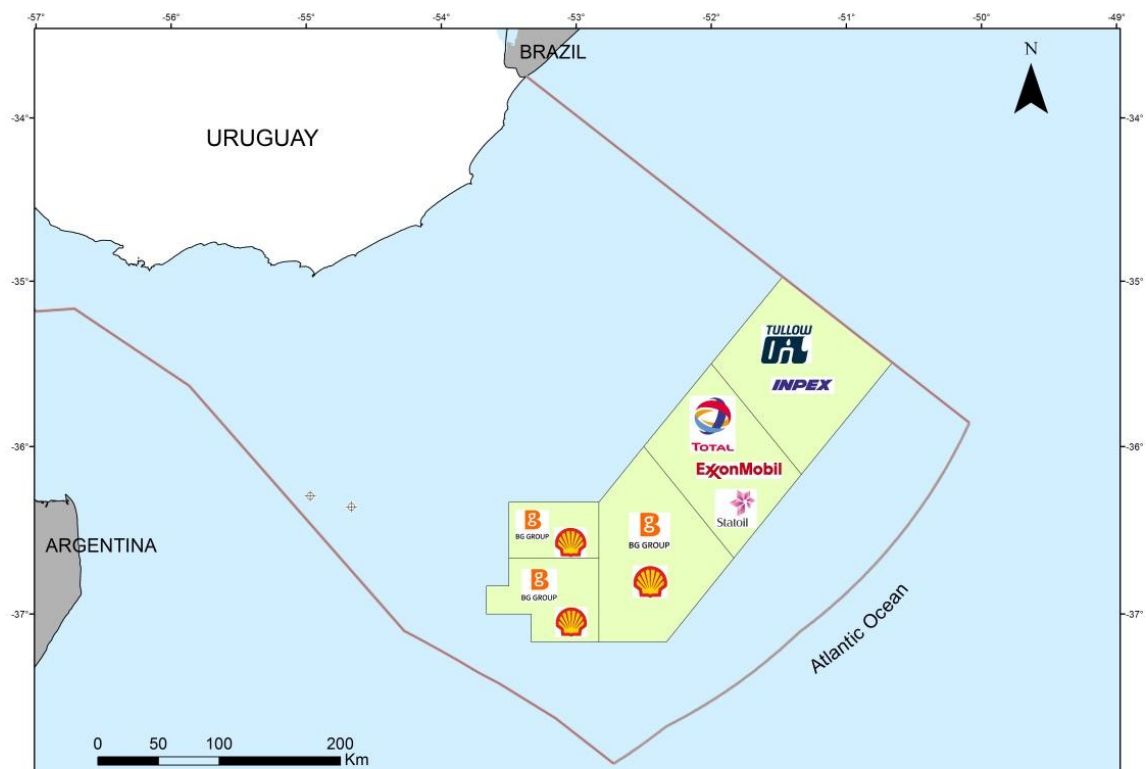 -57°
-56°
-55°
-54°
-53°
-52°
-51°
-50°
-49°
BRAZIL
N
-34°
-34°
URUGUAY
-35°
-35°
TULLOW
OIL
INPEX
TOTAL
-36°
-36°
ExxonMobil
Statoil
BG GROUP
BG GROUP
ARGENTINA
BG GROUP
-37°
-37°
Atlantic Ocean
0 50 100 200
Km